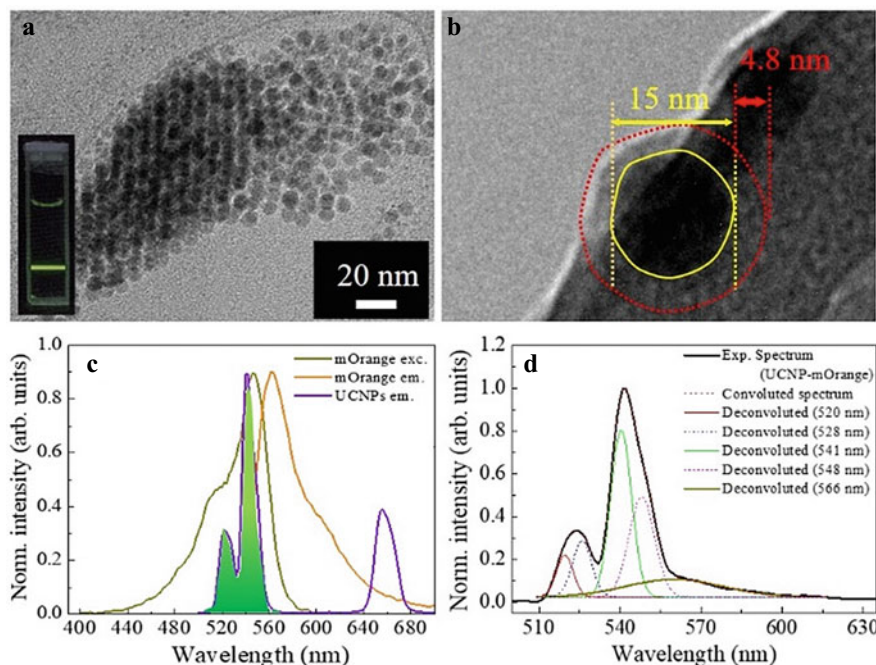 a
20 nm
b
15 nm
4.8 nm
c
Norm. intensity (arb. units)
1.0
0.8
0.6
0.4
0.2
0.0
400 440 480 520 560 600 640 680
Wavelength (nm)
mOrange exc.
mOrange em.
UCNPs em.
d
Norm. intensity (arb. units)
1.2
1.0
0.8
0.6
0.4
0.2
0.0
510 540 570 600 630
Wavelength (nm)
Exp. Spectrum
(UCNP-mOrange)
Convoluted spectrum
Deconvoluted (520 nm)
Deconvoluted (528 nm)
Deconvoluted (541 nm)
Deconvoluted (548 nm)
Deconvoluted (566 nm)